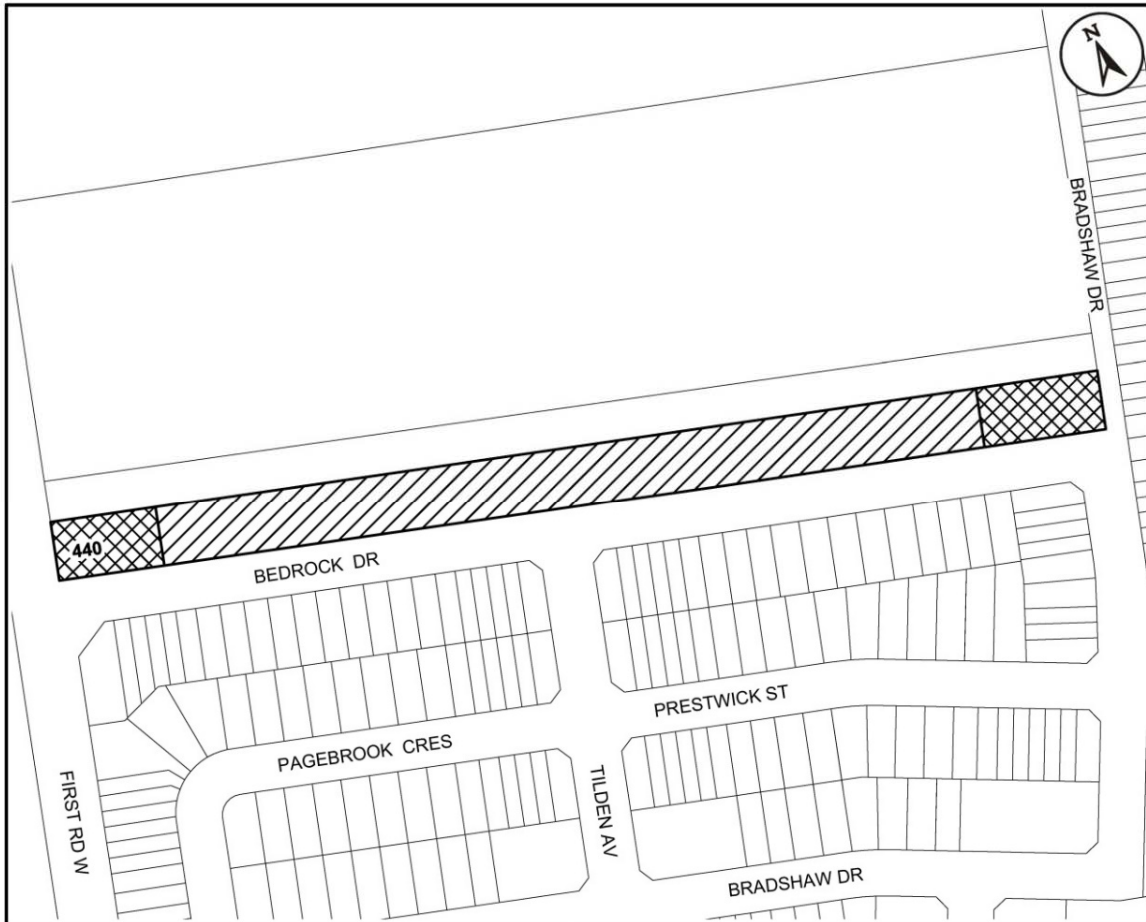 N
BRADSHAW DR
440
BEDROCK DR
PRESTWICK ST
PAGEBROOK CRES
FIRST RD W
TILDEN AV
BRADSHAW DR